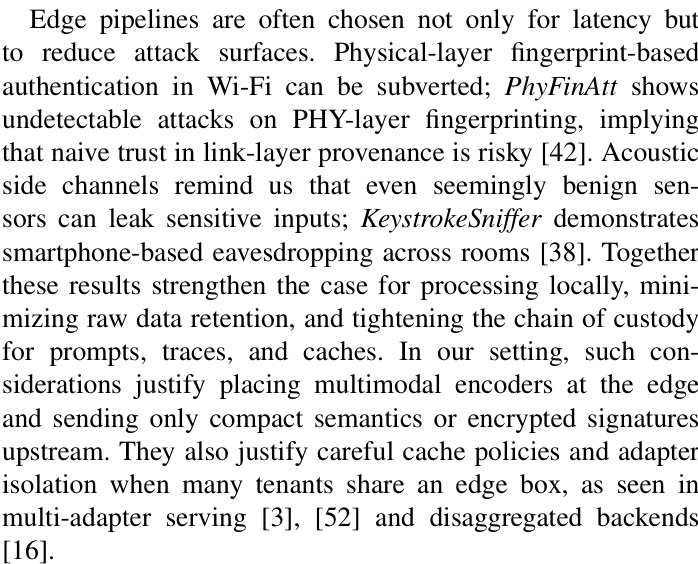 Edge pipelines are often chosen not only for latency but
to reduce attack surfaces. Physical-layer fingerprint-based
authentication in Wi-Fi can be subverted; PhyFinAtt shows
undetectable attacks on PHY-layer fingerprinting, implying
that naive trust in link-layer provenance is risky [42]. Acoustic
side channels remind us that even seemingly benign sen-
sors can leak sensitive inputs; KeystrokeSniffer demonstrates
smartphone-based eavesdropping across rooms [38]. Together
these results strengthen the case for processing locally, mini-
mizing raw data retention, and tightening the chain of custody
for prompts, traces, and caches. In our setting, such con-
siderations justify placing multimodal encoders at the edge
and sending only compact semantics or encrypted signatures
upstream. They also justify careful cache policies and adapter
isolation when many tenants share an edge box, as seen in
multi-adapter serving [3], [52] and disaggregated backends
[16].